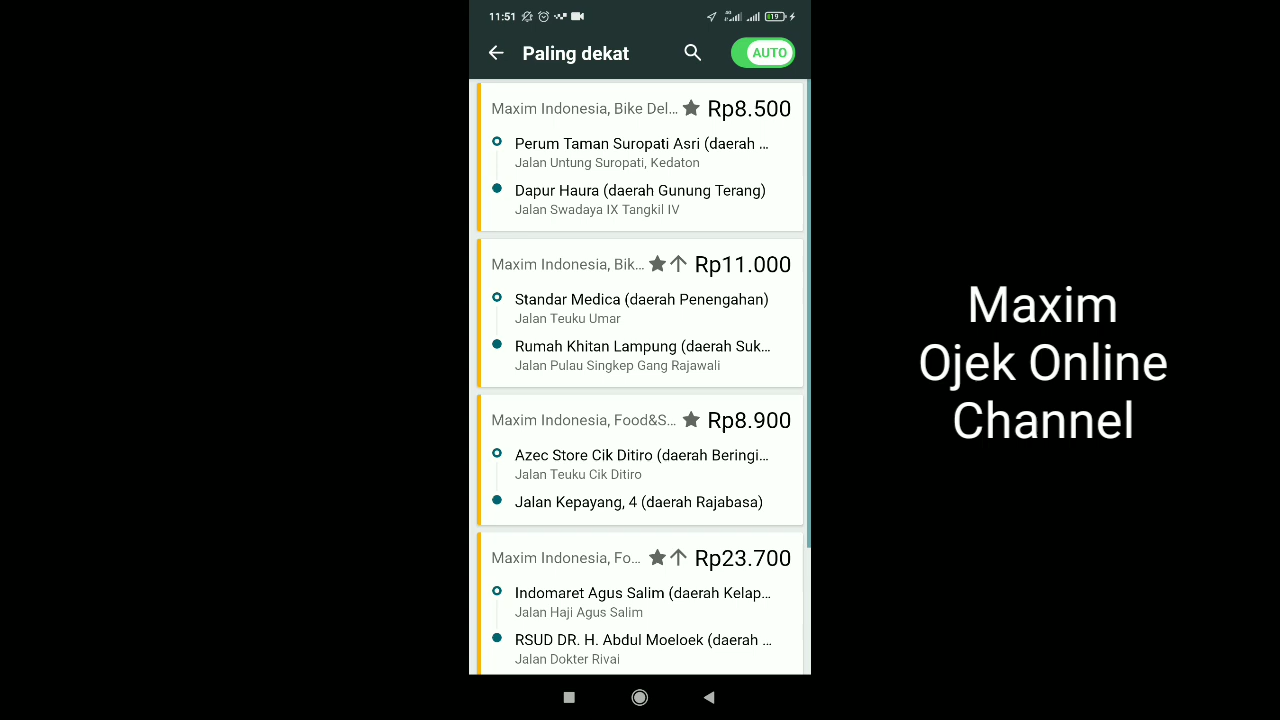 11:51
4G
19
Paling dekat
AUTO
Maxim Indonesia, Bike Del... Rp8.500
Perum Taman Suropati Asri (daerah ...
Jalan Untung Suropati, Kedaton
Dapur Haura (daerah Gunung Terang)
Jalan Swadaya IX Tangkil IV
Maxim Indonesia, Bik... Rp11.000
Standar Medica (daerah Penengahan)
Jalan Teuku Umar
Rumah Khitan Lampung (daerah Suk...
Jalan Pulau Singkep Gang Rajawali
Maxim Indonesia, Food&S... Rp8.900
Azec Store Cik Ditiro (daerah Beringi...
Jalan Teuku Cik Ditiro
Jalan Kepayang, 4 (daerah Rajabasa)
Maxim Indonesia, Fo... Rp23.700
Indomaret Agus Salim (daerah Kelap...
Jalan Haji Agus Salim
RSUD DR. H. Abdul Moeloek (daerah ...
Jalan Dokter Rivai
Maxim
Ojek Online
Channel